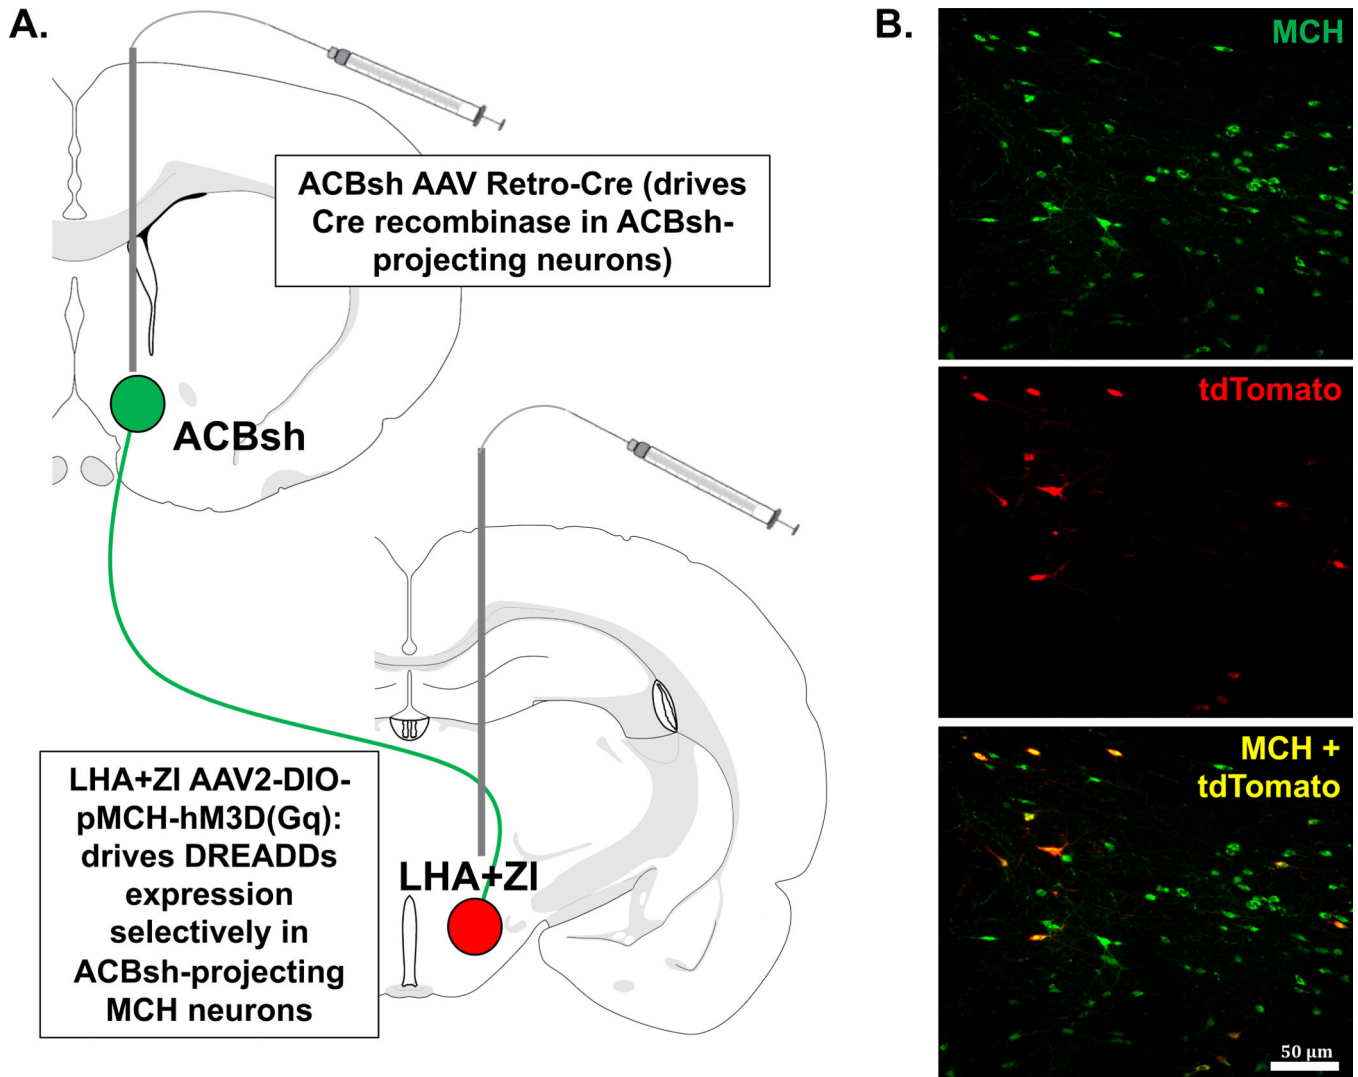 A.
ACBsh AAV Retro-Cre (drives
Cre recombinase in ACBsh-
projecting neurons)
ACBsh
LHA+ZI AAV2-DIO-
pMCH-hM3D(Gq):
drives DREADDs
expression
selectively in
ACBsh-projecting
MCH neurons
LHA+ZI
B.
MCH
tdTomato
MCH +
tdTomato
50 µm